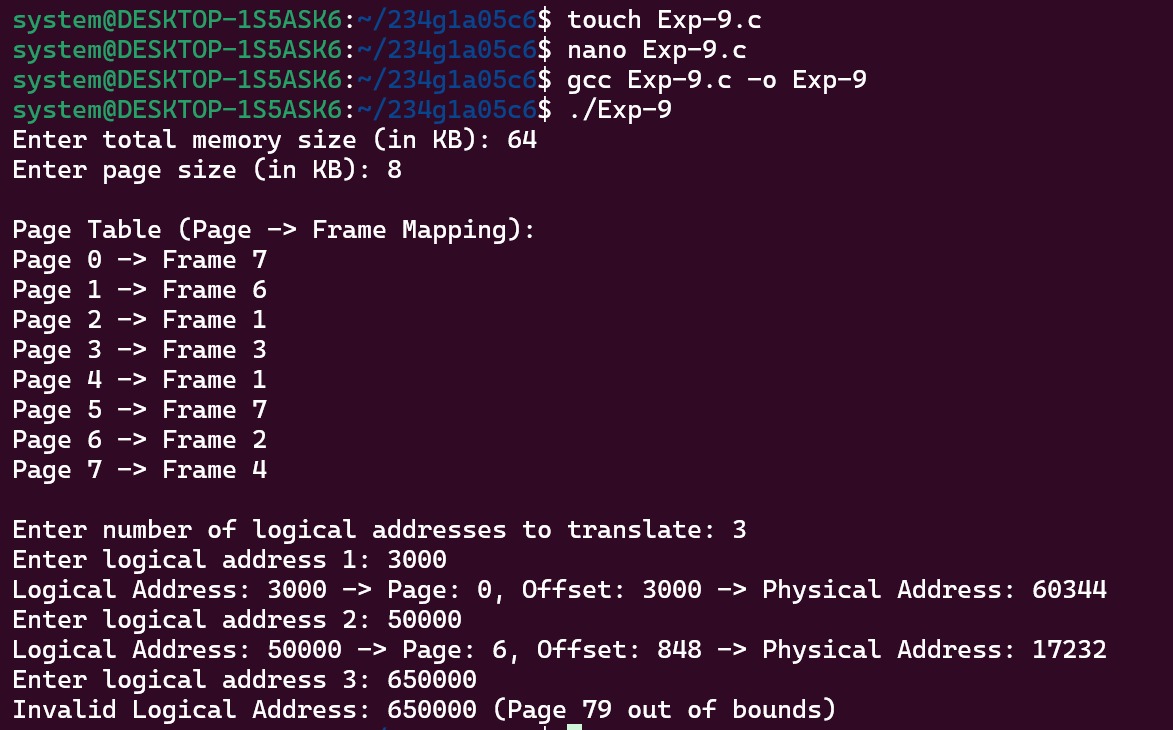 system@DESKTOP-1S5ASK6:~/234g1a05c6$ touch Exp-9.c
system@DESKTOP-1S5ASK6:~/234g1a05c6$ nano Exp-9.c
system@DESKTOP-1S5ASK6:~/234g1a05c6$ gcc Exp-9.c -o Exp-9
system@DESKTOP-1S5ASK6:~/234g1a05c6$ ./Exp-9
Enter total memory size (in KB): 64
Enter page size (in KB): 8
Page Table (Page -> Frame Mapping):
Page 0 -> Frame 7
Page 1 -> Frame 6
Page 2 -> Frame 1
Page 3 -> Frame 3
Page 4 -> Frame 1
Page 5 -> Frame 7
Page 6 -> Frame 2
Page 7 -> Frame 4
Enter number of logical addresses to translate: 3
Enter logical address 1: 3000
Logical Address: 3000 -> Page: 0, Offset: 3000 -> Physical Address: 60344
Enter logical address 2: 50000
Logical Address: 50000 -> Page: 6, Offset: 848 -> Physical Address: 17232
Enter logical address 3: 650000
Invalid Logical Address: 650000 (Page 79 out of bounds)